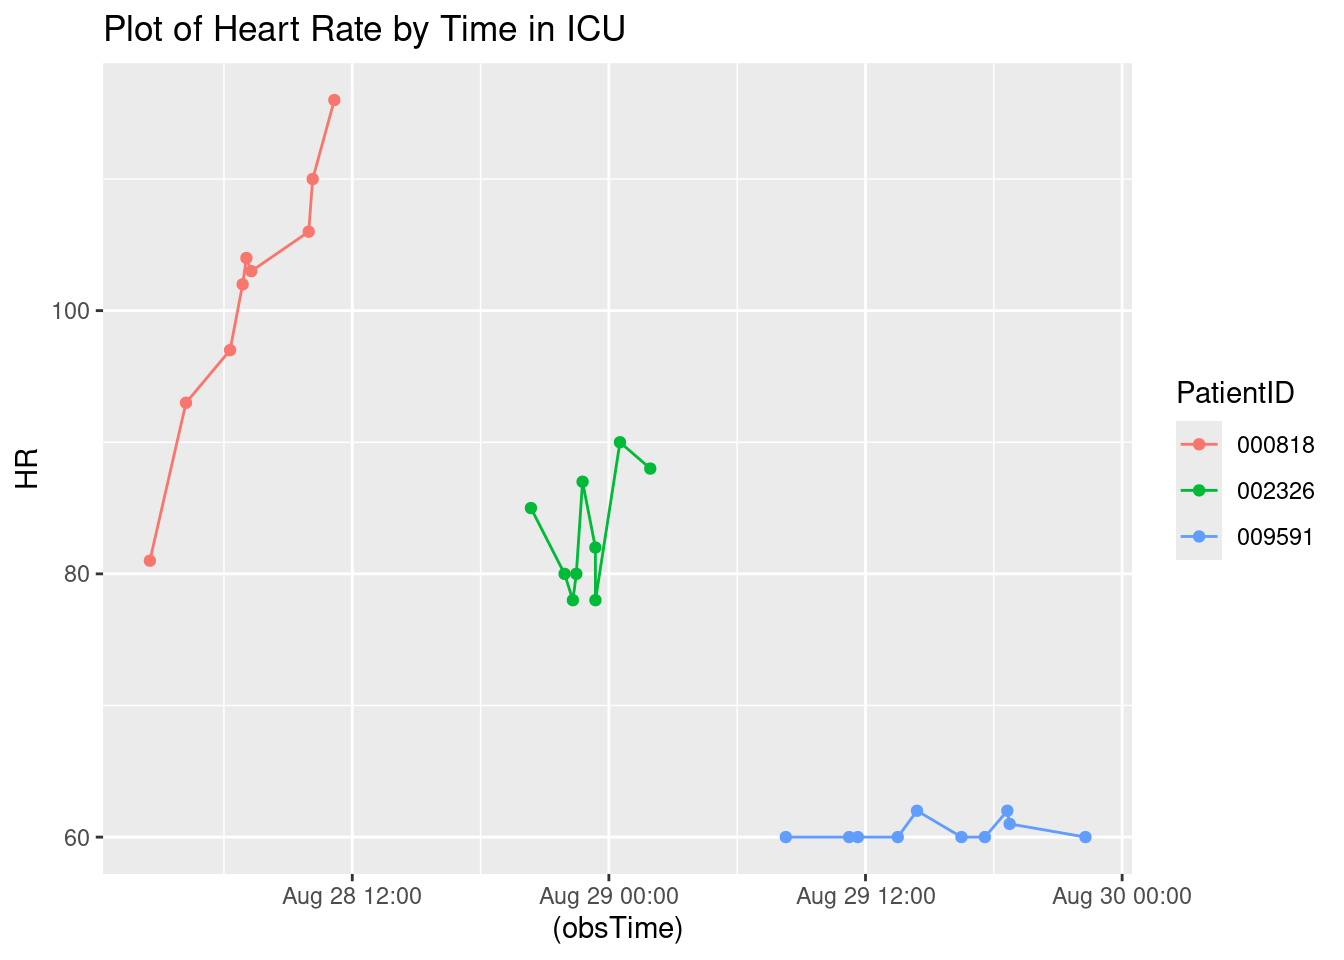 Plot of Heart Rate by Time in ICU
HR
100
80
60
Aug 28 12:00 Aug 29 00:00 Aug 29 12:00 Aug 30 00:00
(obsTime)
PatientID
000818
002326
009591